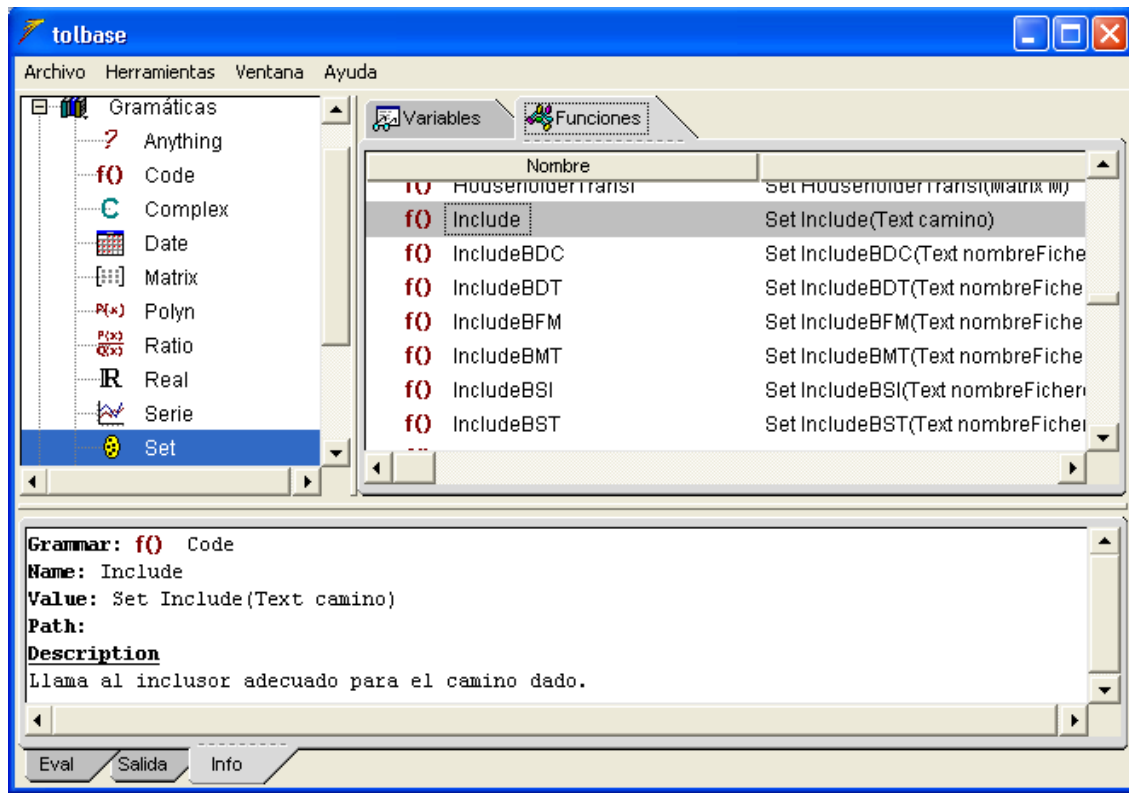 tolbase
Archivo Herramientas Ventana Ayuda
Gramáticas
? Anything
f() Code
C Complex
Date
Matrix
P(x) Polyn
P(x) Q(x) Ratio
R Real
Serie
Set
Variables Funciones
Nombre
f() HouseholderTransf Set HouseholderTransf(Matrix M)
f() Include Set Include(Text camino)
f() IncludeBDC Set IncludeBDC(Text nombreFiche
f() IncludeBDT Set IncludeBDT(Text nombreFiche
f() IncludeBFM Set IncludeBFM(Text nombreFiche
f() IncludeBMT Set IncludeBMT(Text nombreFiche
f() IncludeBSI Set IncludeBSI(Text nombreFicher
f() IncludeBST Set IncludeBST(Text nombreFiche
Grammar: f() Code
Name: Include
Value: Set Include(Text camino)
Path:
Description
Llama al inclusor adecuado para el camino dado.
Eval Salida Info